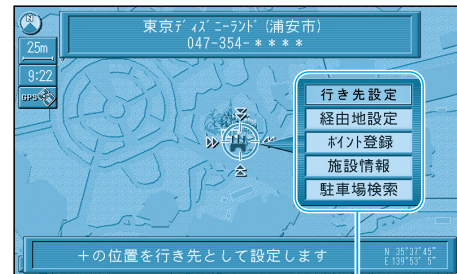 東京ディズニーランド(浦安市)
047-354-****
N
25m
9:22
GPS
行き先設定
経由地設定
ポイント登録
施設情報
駐車場検索
+の位置を行き先として設定します
N 35°37'45"
E 139°53' 5"